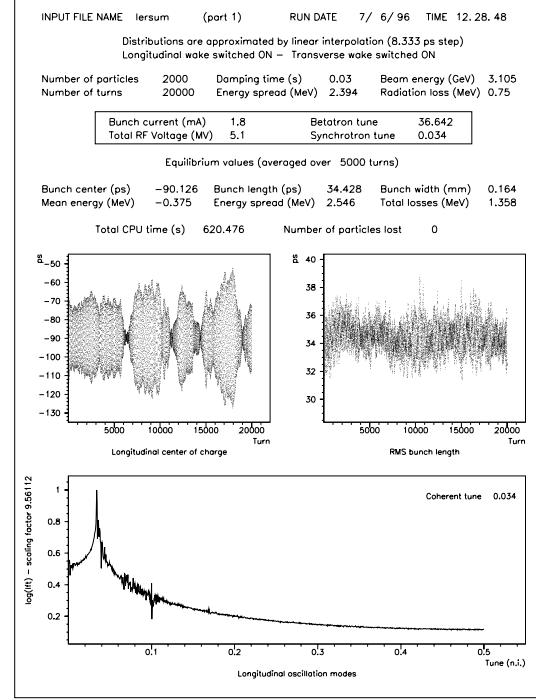 INPUT FILE NAME lersum (part 1) RUN DATE 7/ 6/ 96 TIME 12. 28. 48
Distributions are approximated by linear interpolation (8.333 ps step)
Longitudinal wake switched ON - Transverse wake switched ON
Number of particles 2000 Damping time (s) 0.03 Beam energy (GeV) 3.105
Number of turns 20000 Energy spread (MeV) 2.394 Radiation loss (MeV) 0.75
Bunch current (mA) 1.8 Betatron tune 36.642
Total RF Voltage (MV) 5.1 Synchrotron tune 0.034
Equilibrium values (averaged over 5000 turns)
Bunch center (ps) -90.126 Bunch length (ps) 34.428 Bunch width (mm) 0.164
Mean energy (MeV) -0.375 Energy spread (MeV) 2.546 Total losses (MeV) 1.358
Total CPU time (s) 620.476 Number of particles lost 0
ps
-50
-60
-70
-80
-90
-100
-110
-120
-130
5000 10000 15000 20000
Turn
Longitudinal center of charge
ps
40
38
36
34
32
30
5000 10000 15000 20000
Turn
RMS bunch length
log(fft) - scaling factor 9.56112
Coherent tune 0.034
1
0.8
0.6
0.4
0.2
0.1 0.2 0.3 0.4 0.5
Tune (n.i.)
Longitudinal oscillation modes